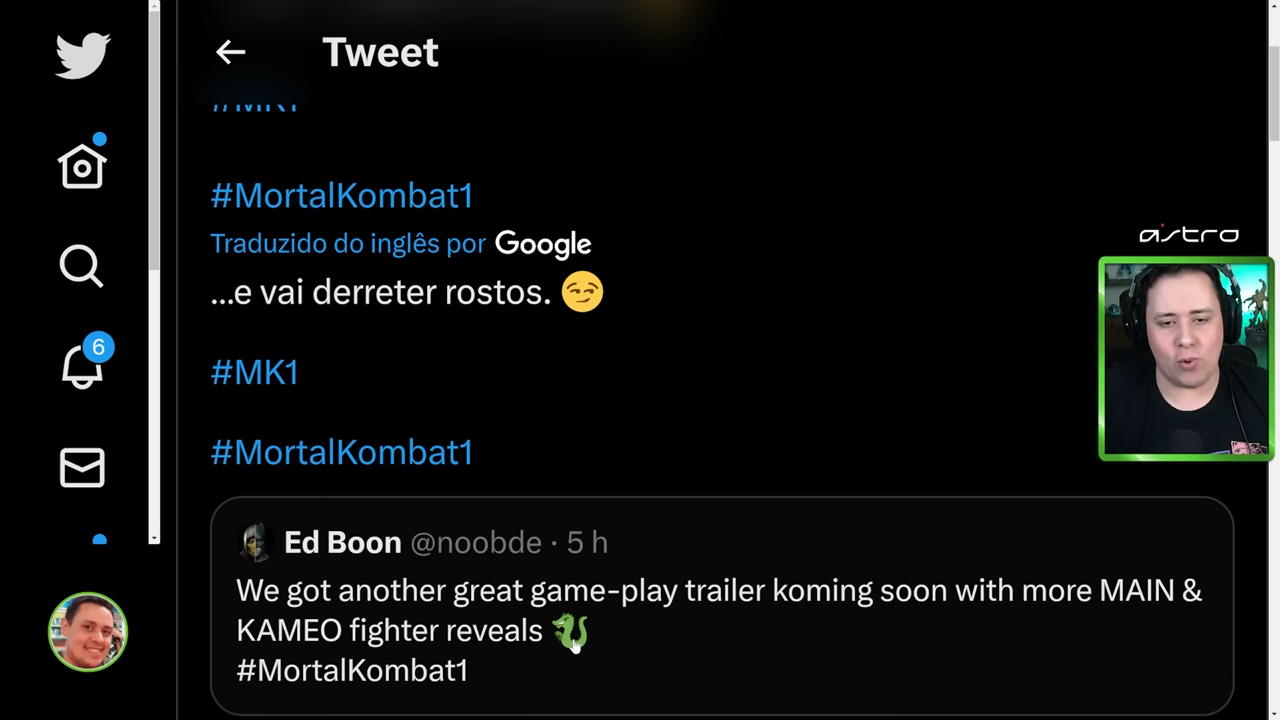 Tweet
#MK1
#MortalKombat1
Traduzido do inglês por Google
...e vai derreter rostos. 😏
#MK1
#MortalKombat1
Ed Boon @noobde · 5 h
We got another great game-play trailer koming soon with more MAIN &
KAMEO fighter reveals 🐉
#MortalKombat1
6
astro